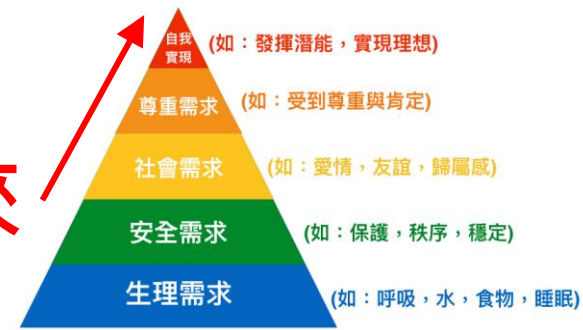 自我
實現
(如：發揮潛能，實現理想)
尊重需求
(如：受到尊重與肯定)
社會需求
(如：愛情，友誼，歸屬感)
安全需求
(如：保護，秩序，穩定)
生理需求
(如：呼吸，水，食物，睡眠)